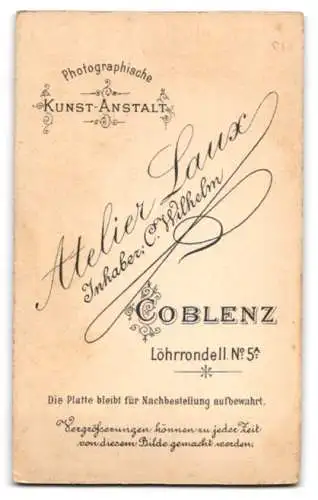 Photographische
KUNST-ANSTALT
Atelier Laux
Inhaber: C. Wilhelm
COBLENZ
Löhrrondell. No. 5A.
Die Platte bleibt für Nachbestellung aufbewahrt.
Vergrösserungen können zu jeder Zeit
von diesem Bilde gemacht werden.